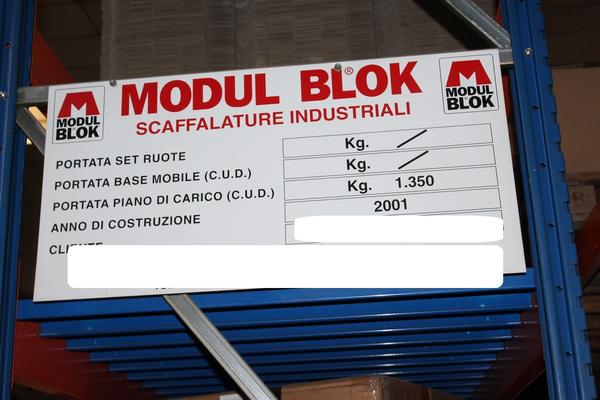 MODUL BLOK®
SCAFFALATURE INDUSTRIALI
MODUL
BLOK
MODUL
BLOK
PORTATA SET RUOTE Kg. /
PORTATA BASE MOBILE (C.U.D.) Kg. /
PORTATA PIANO DI CARICO (C.U.D.) Kg. 1.350
ANNO DI COSTRUZIONE 2001
CLIENTE